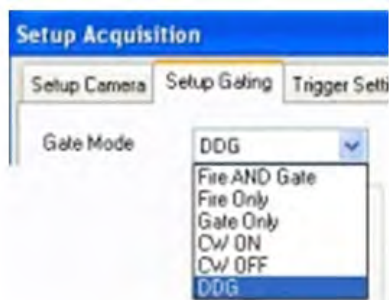 Setup Acquisition
Setup Camera Setup Gating Trigger Setti
Gate Mode DDG
Fire AND Gate
Fire Only
Gate Only
CW ON
CW OFF
DDG